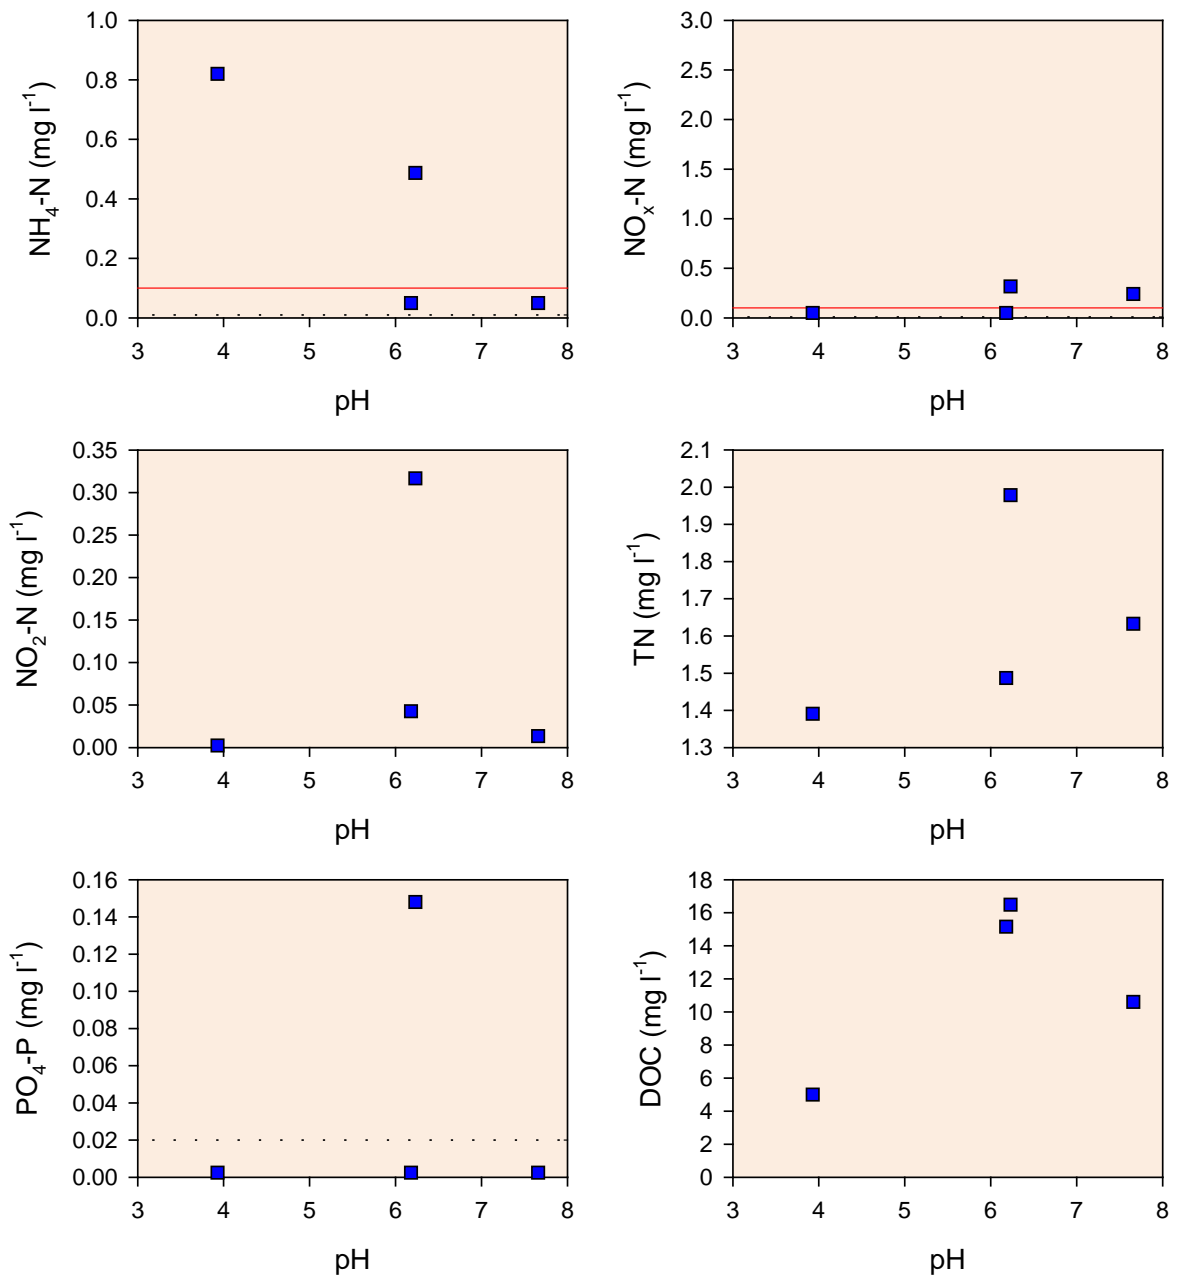 NH₄-N (mg l⁻¹)
1.0
0.8
0.6
0.4
0.2
0.0
3 4 5 6 7 8
pH
NOₓ-N (mg l⁻¹)
3.0
2.5
2.0
1.5
1.0
0.5
0.0
3 4 5 6 7 8
pH
NO₂-N (mg l⁻¹)
0.35
0.30
0.25
0.20
0.15
0.10
0.05
0.00
3 4 5 6 7 8
pH
TN (mg l⁻¹)
2.1
2.0
1.9
1.8
1.7
1.6
1.5
1.4
1.3
3 4 5 6 7 8
pH
PO₄-P (mg l⁻¹)
0.16
0.14
0.12
0.10
0.08
0.06
0.04
0.02
0.00
3 4 5 6 7 8
pH
DOC (mg l⁻¹)
18
16
14
12
10
8
6
4
2
0
3 4 5 6 7 8
pH